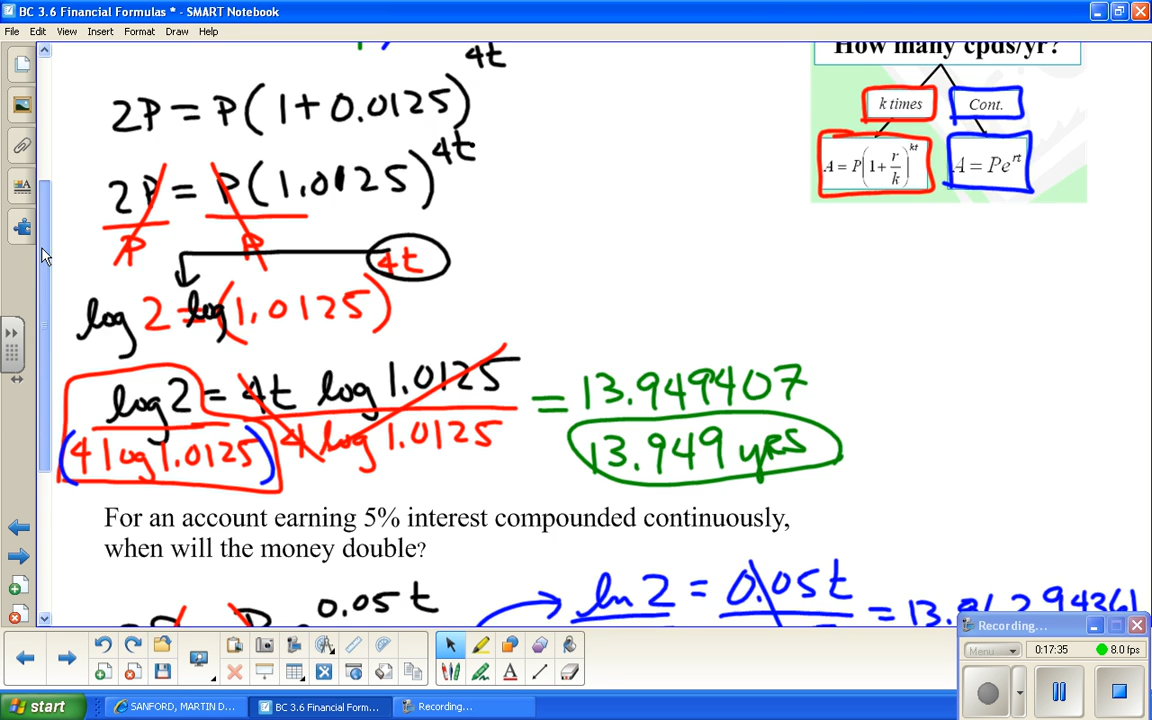 BC 3.6 Financial Formulas * - SMART Notebook
File Edit View Insert Format Draw Help
How many cpds/yr?
k times
Cont.
A = P(1 + r/k)^kt
A = Pe^rt
2P = P(1 + 0.0125)^4t
2P = P(1.0125)^4t
P P
4t
log 2 = log(1.0125)
log 2 = 4t log 1.0125
(4 log 1.0125) 4 log 1.0125
= 13.949407
13.949 yrs
For an account earning 5% interest compounded continuously,
when will the money double?
0.05t
ln 2 = 0.05t
Recording...
Menu
0:17:35
8.0 fps
start
SANFORD, MARTIN D...
BC 3.6 Financial Form...
Recording...